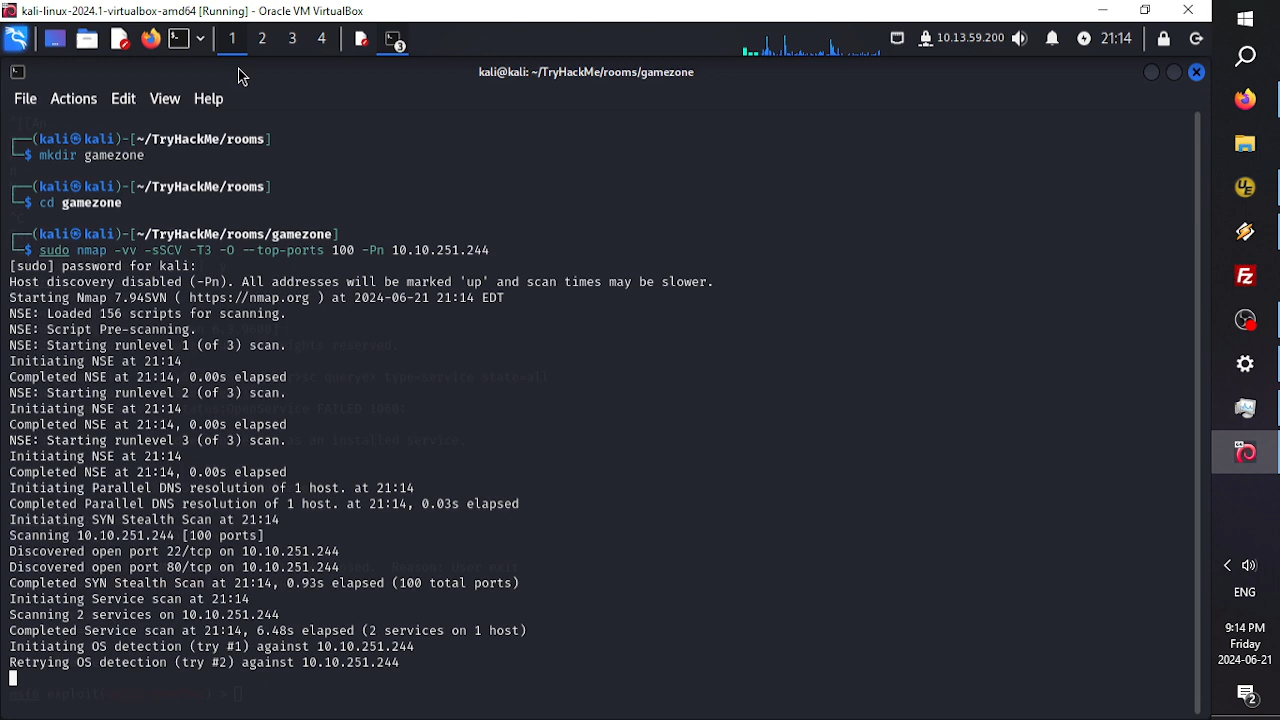 kali-linux-2024.1-virtualbox-amd64 [Running] - Oracle VM VirtualBox
1 2 3 4 3 10.13.59.200 21:14
kali@kali: ~/TryHackMe/rooms/gamezone
File Actions Edit View Help
┌──(kali㉿kali)-[~/TryHackMe/rooms]
└─$ mkdir gamezone
┌──(kali㉿kali)-[~/TryHackMe/rooms]
└─$ cd gamezone
┌──(kali㉿kali)-[~/TryHackMe/rooms/gamezone]
└─$ sudo nmap -vv -sSCV -T3 -O --top-ports 100 -Pn 10.10.251.244
[sudo] password for kali:
Host discovery disabled (-Pn). All addresses will be marked 'up' and scan times may be slower.
Starting Nmap 7.94SVN ( https://nmap.org ) at 2024-06-21 21:14 EDT
NSE: Loaded 156 scripts for scanning.
NSE: Script Pre-scanning.
NSE: Starting runlevel 1 (of 3) scan.
Initiating NSE at 21:14
Completed NSE at 21:14, 0.00s elapsed
NSE: Starting runlevel 2 (of 3) scan.
Initiating NSE at 21:14
Completed NSE at 21:14, 0.00s elapsed
NSE: Starting runlevel 3 (of 3) scan.
Initiating NSE at 21:14
Completed NSE at 21:14, 0.00s elapsed
Initiating Parallel DNS resolution of 1 host. at 21:14
Completed Parallel DNS resolution of 1 host. at 21:14, 0.03s elapsed
Initiating SYN Stealth Scan at 21:14
Scanning 10.10.251.244 [100 ports]
Discovered open port 22/tcp on 10.10.251.244
Discovered open port 80/tcp on 10.10.251.244
Completed SYN Stealth Scan at 21:14, 0.93s elapsed (100 total ports)
Initiating Service scan at 21:14
Scanning 2 services on 10.10.251.244
Completed Service scan at 21:14, 6.48s elapsed (2 services on 1 host)
Initiating OS detection (try #1) against 10.10.251.244
Retrying OS detection (try #2) against 10.10.251.244
UE
FZ
64
ENG
9:14 PM
Friday
2024-06-21
2